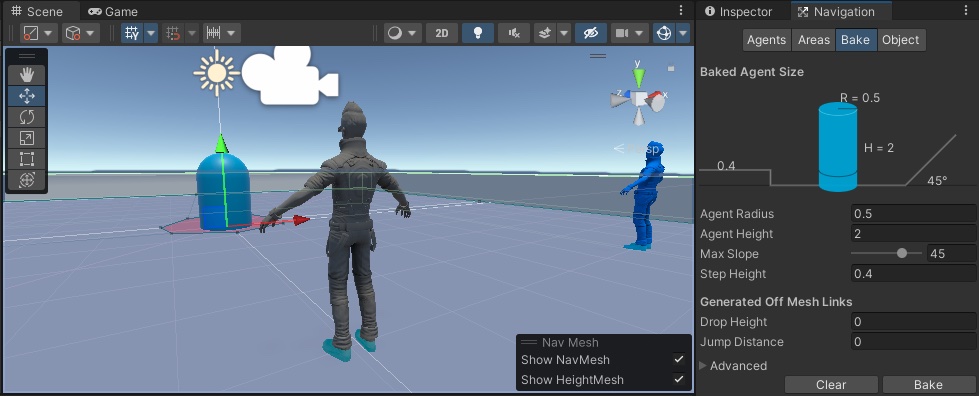 Scene Game
Inspector Navigation
2D
Agents Areas Bake Object
Baked Agent Size
R = 0.5
H = 2
0.4
45°
y
z
x
Agent Radius 0.5
Agent Height 2
Max Slope 45
Step Height 0.4
Generated Off Mesh Links
Drop Height 0
Jump Distance 0
Advanced
Clear Bake
Nav Mesh
Show NavMesh
Show HeightMesh